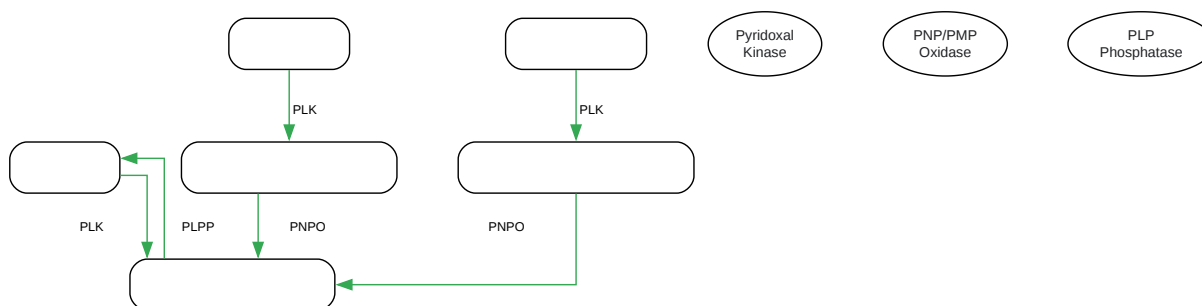 Pyridoxal
Kinase
PNP/PMP
Oxidase
PLP
Phosphatase
PLK
PLK
PLK
PLPP
PNPO
PNPO